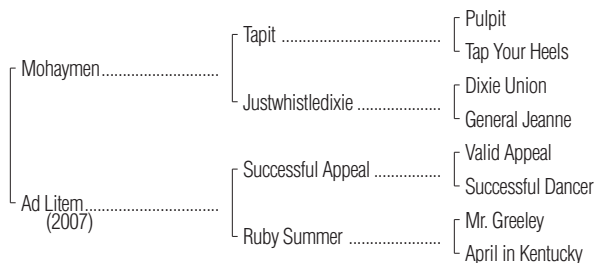 Pulpit
Tapit ........................................
Tap Your Heels
Mohaymen.............................
Dixie Union
Justwhistledixie .....................
General Jeanne
Valid Appeal
Successful Appeal .................
Successful Dancer
Ad Litem.................................
(2007)
Mr. Greeley
Ruby Summer .......................
April in Kentucky